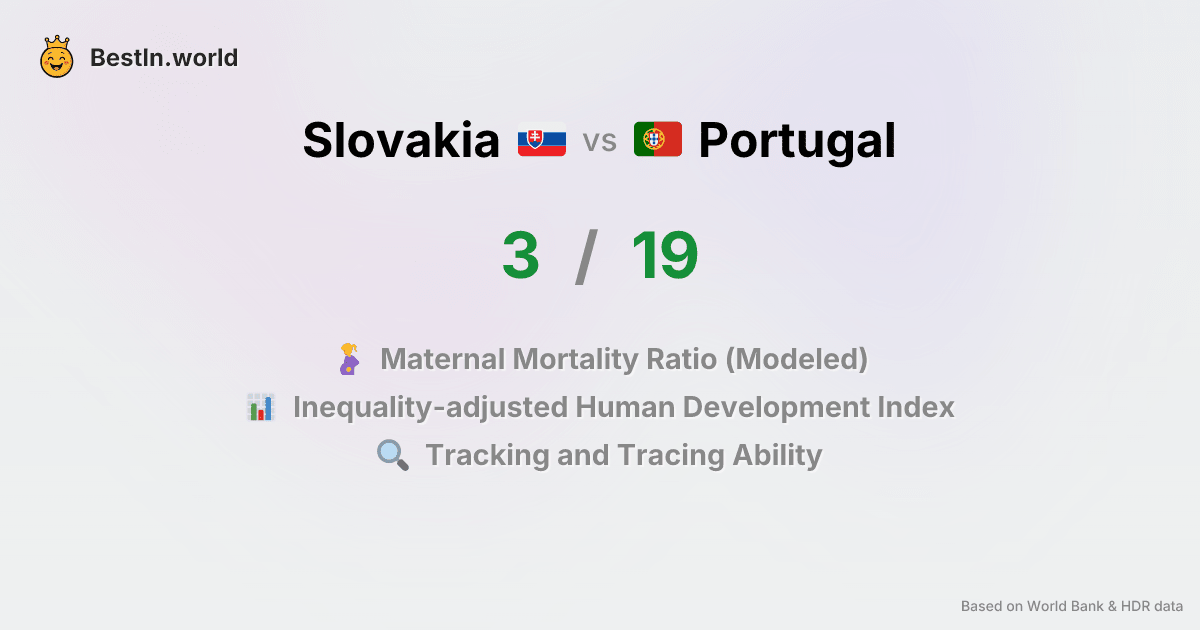 BestIn.world
Slovakia vs Portugal
3 / 19
Maternal Mortality Ratio (Modeled)
Inequality-adjusted Human Development Index
Tracking and Tracing Ability
Based on World Bank & HDR data